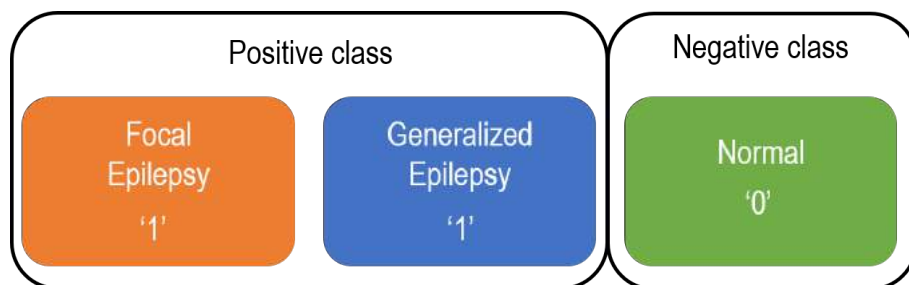 Positive class
Negative class
Focal
Epilepsy
‘1’
Generalized
Epilepsy
‘1’
Normal
‘0’